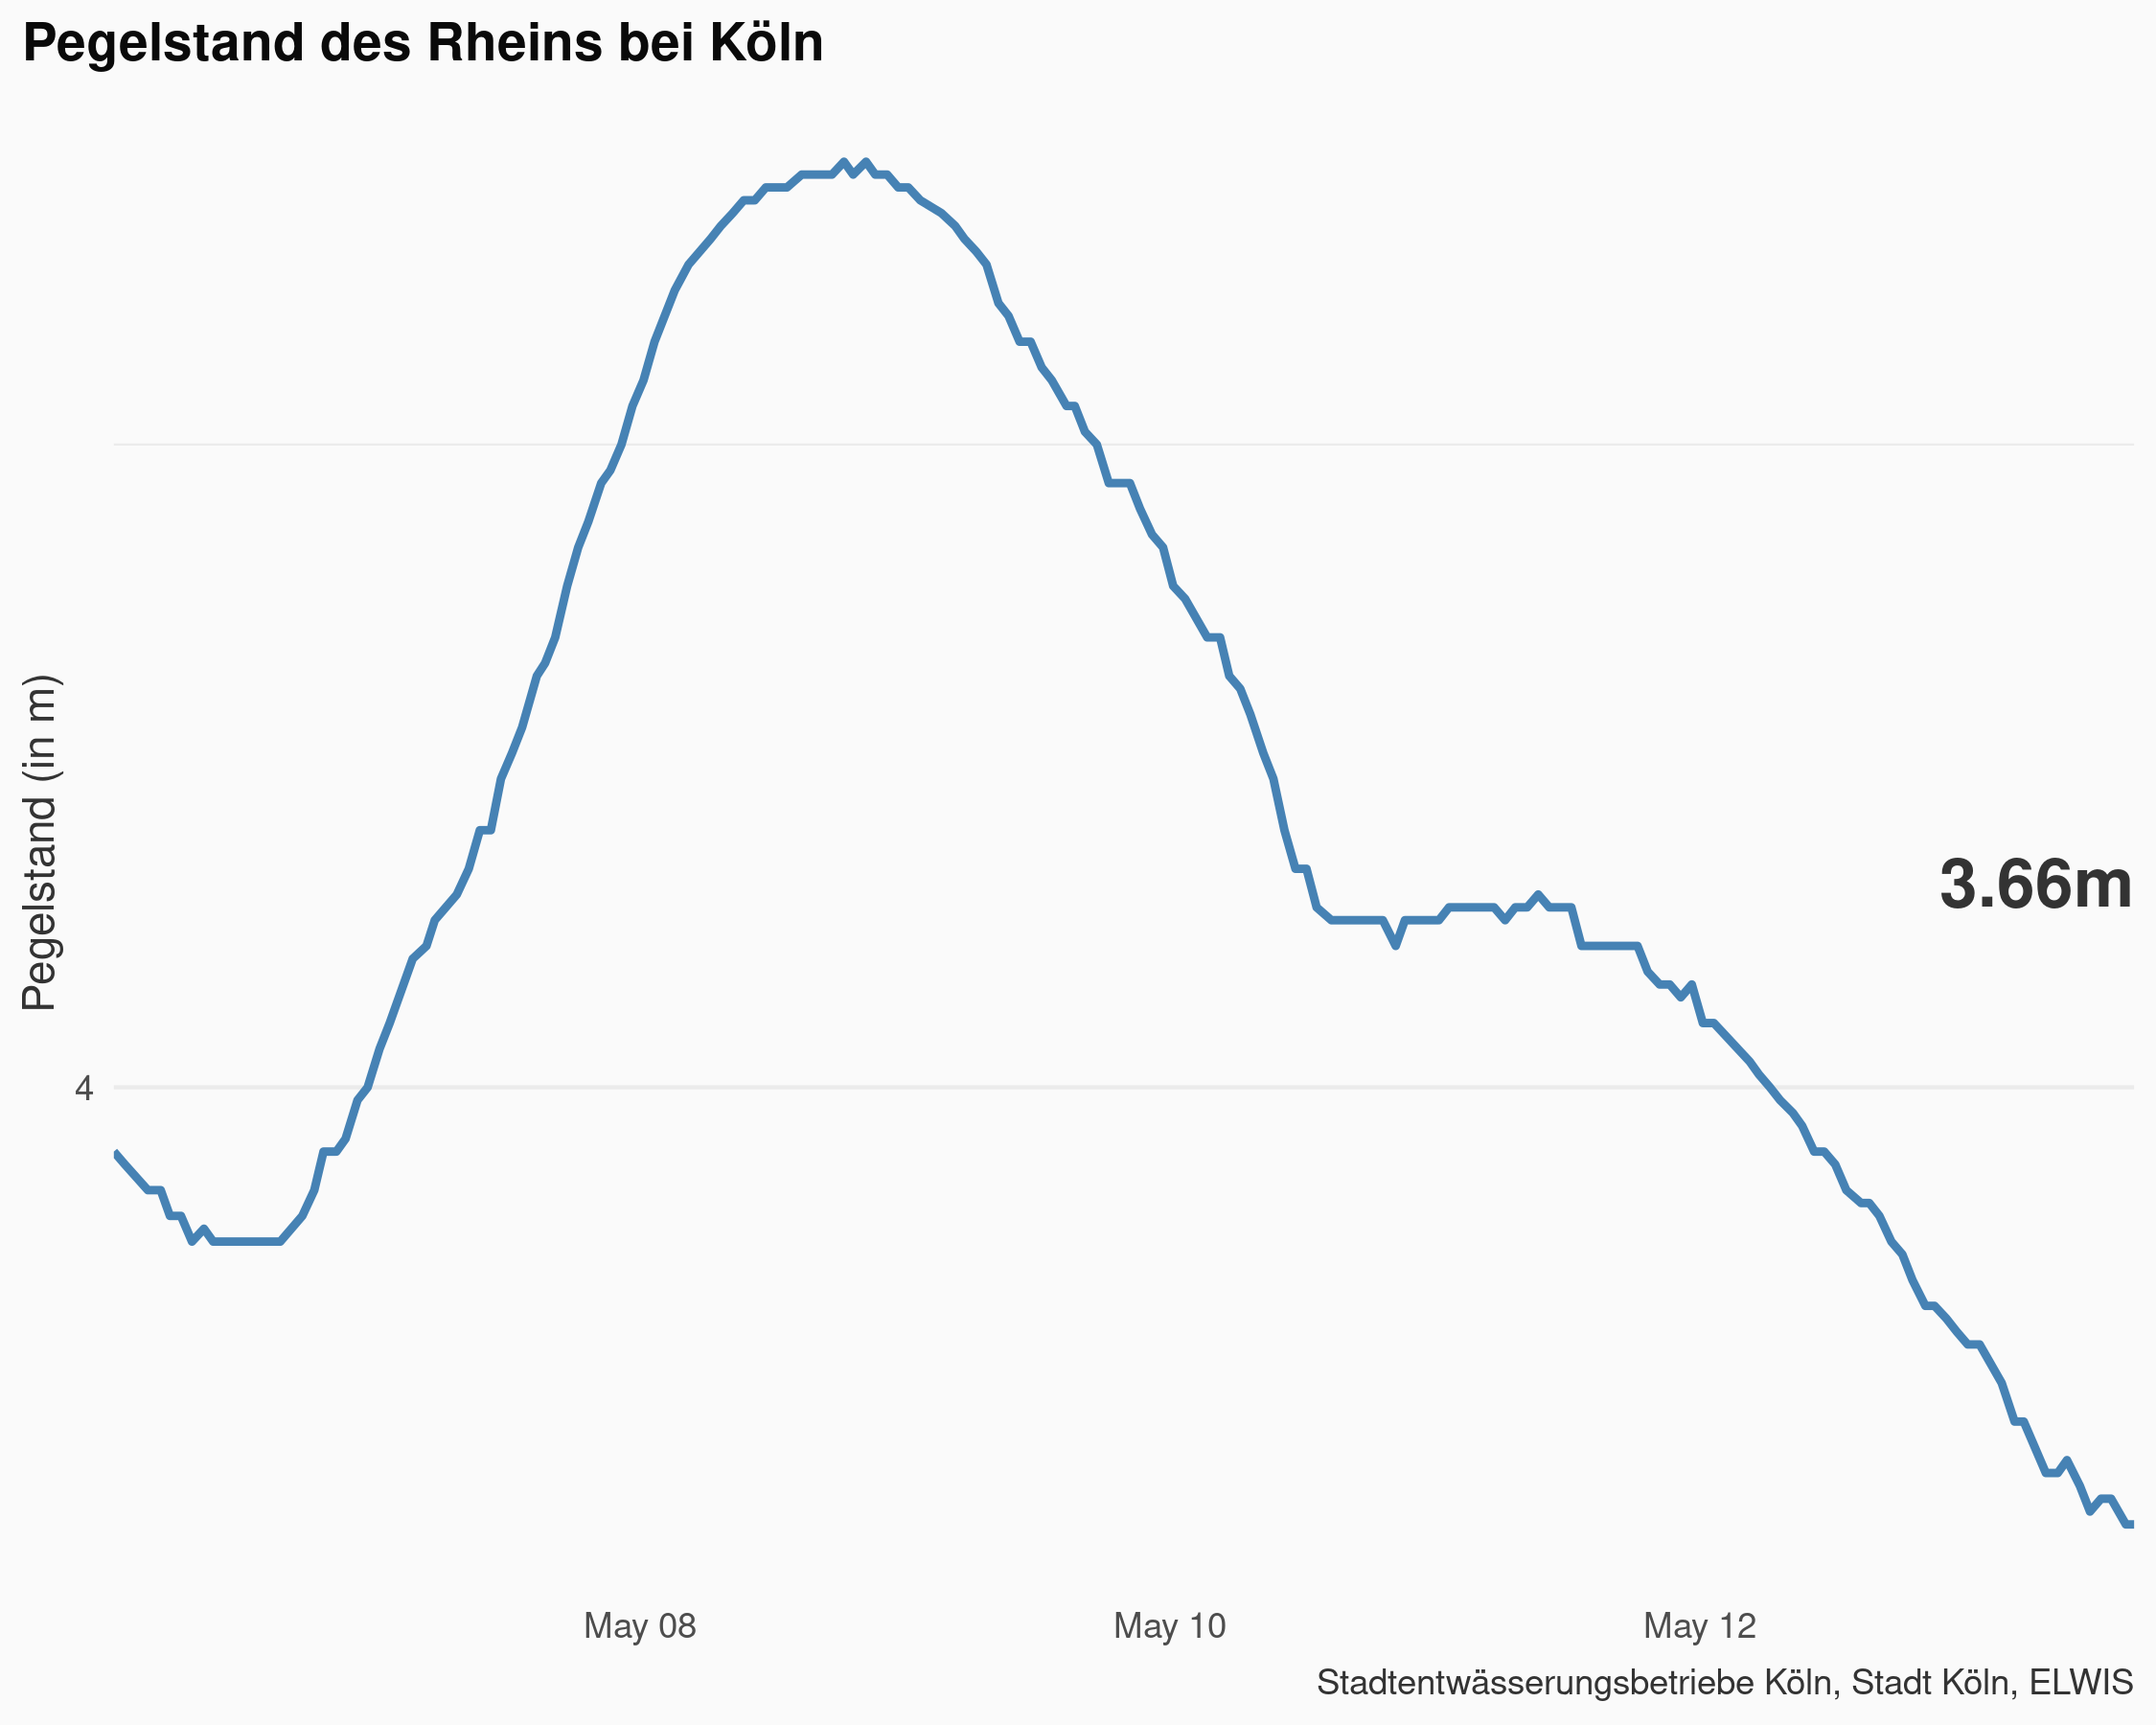 Pegelstand des Rheins bei Köln
Pegelstand (in m)
3.66m
4
May 08
May 10
May 12
Stadtentwässerungsbetriebe Köln, Stadt Köln, ELWIS